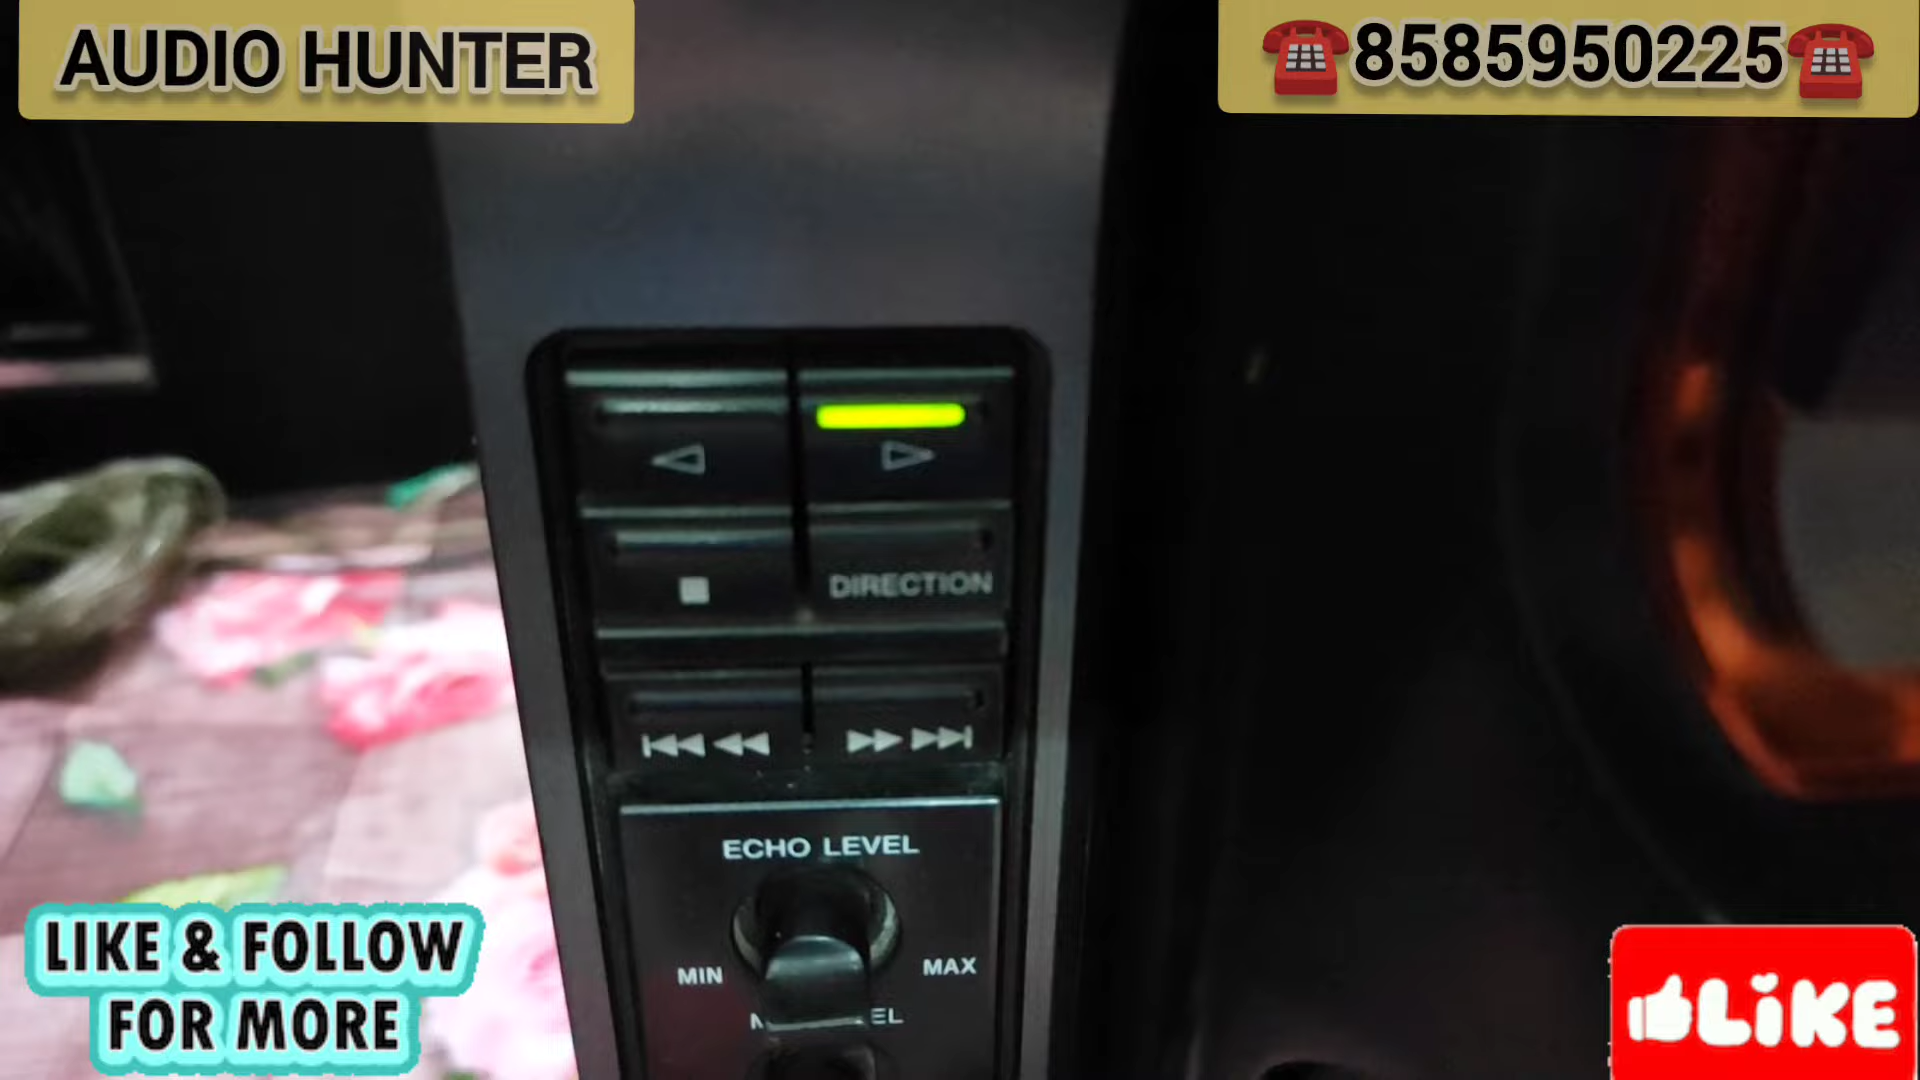 AUDIO HUNTER
☎8585950225☎
DIRECTION
ECHO LEVEL
MIN MAX
LIKE & FOLLOW
FOR MORE
LIKE